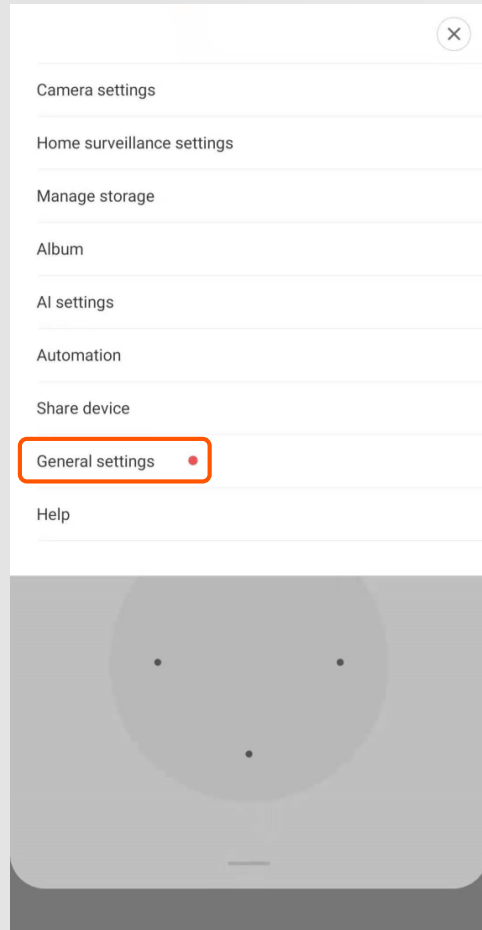 Camera settings
Home surveillance settings
Manage storage
Album
AI settings
Automation
Share device
General settings
Help